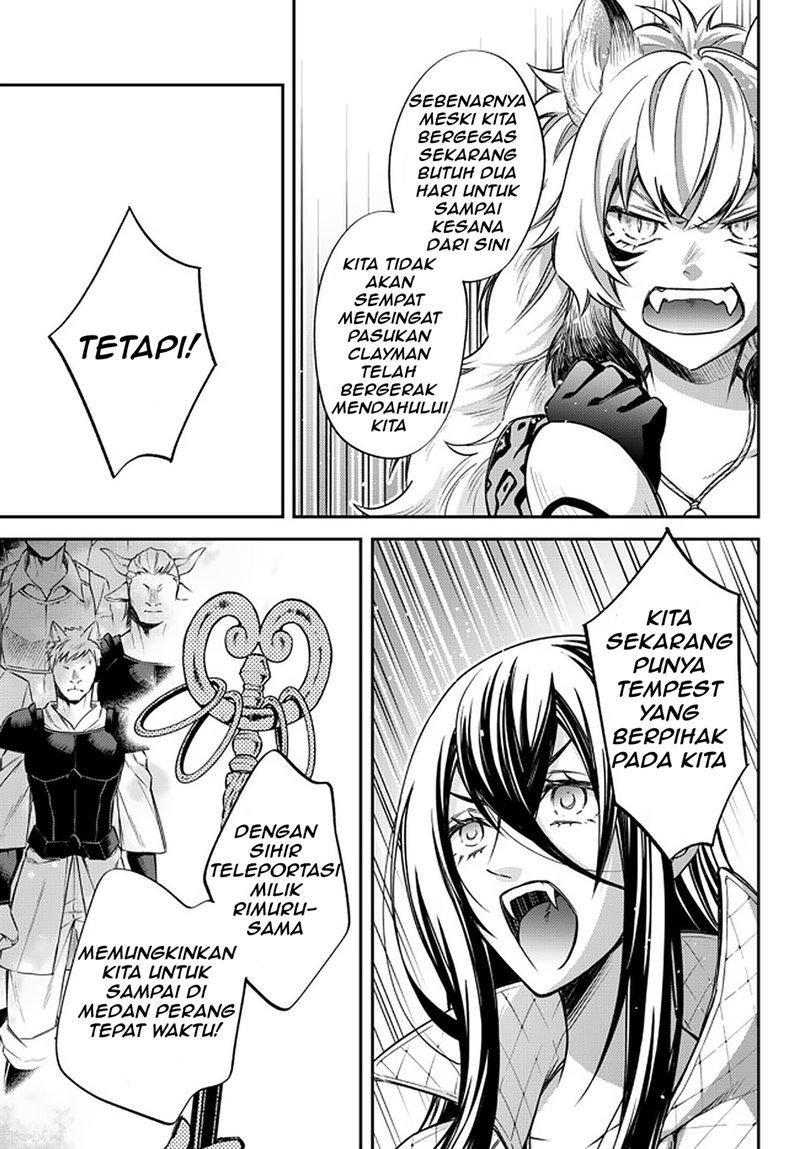 SEBENARNYA
MESKI KITA
BERGEGAS
SEKARANG
BUTUH DUA
HARI UNTUK
SAMPAI
KESANA
DARI SINI
KITA TIDAK
AKAN
SEMPAT
MENGINGAT
PASUKAN
CLAYMAN
TELAH
BERGERAK
MENDAHULUI
KITA
TETAPI!
KITA
SEKARANG
PUNYA
TEMPEST
YANG
BERPIHAK
PADA KITA
DENGAN
SIHIR
TELEPORTASI
MILIK
RIMURU-
SAMA
MEMUNGKINKAN
KITA UNTUK
SAMPAI DI
MEDAN PERANG
TEPAT WAKTU!